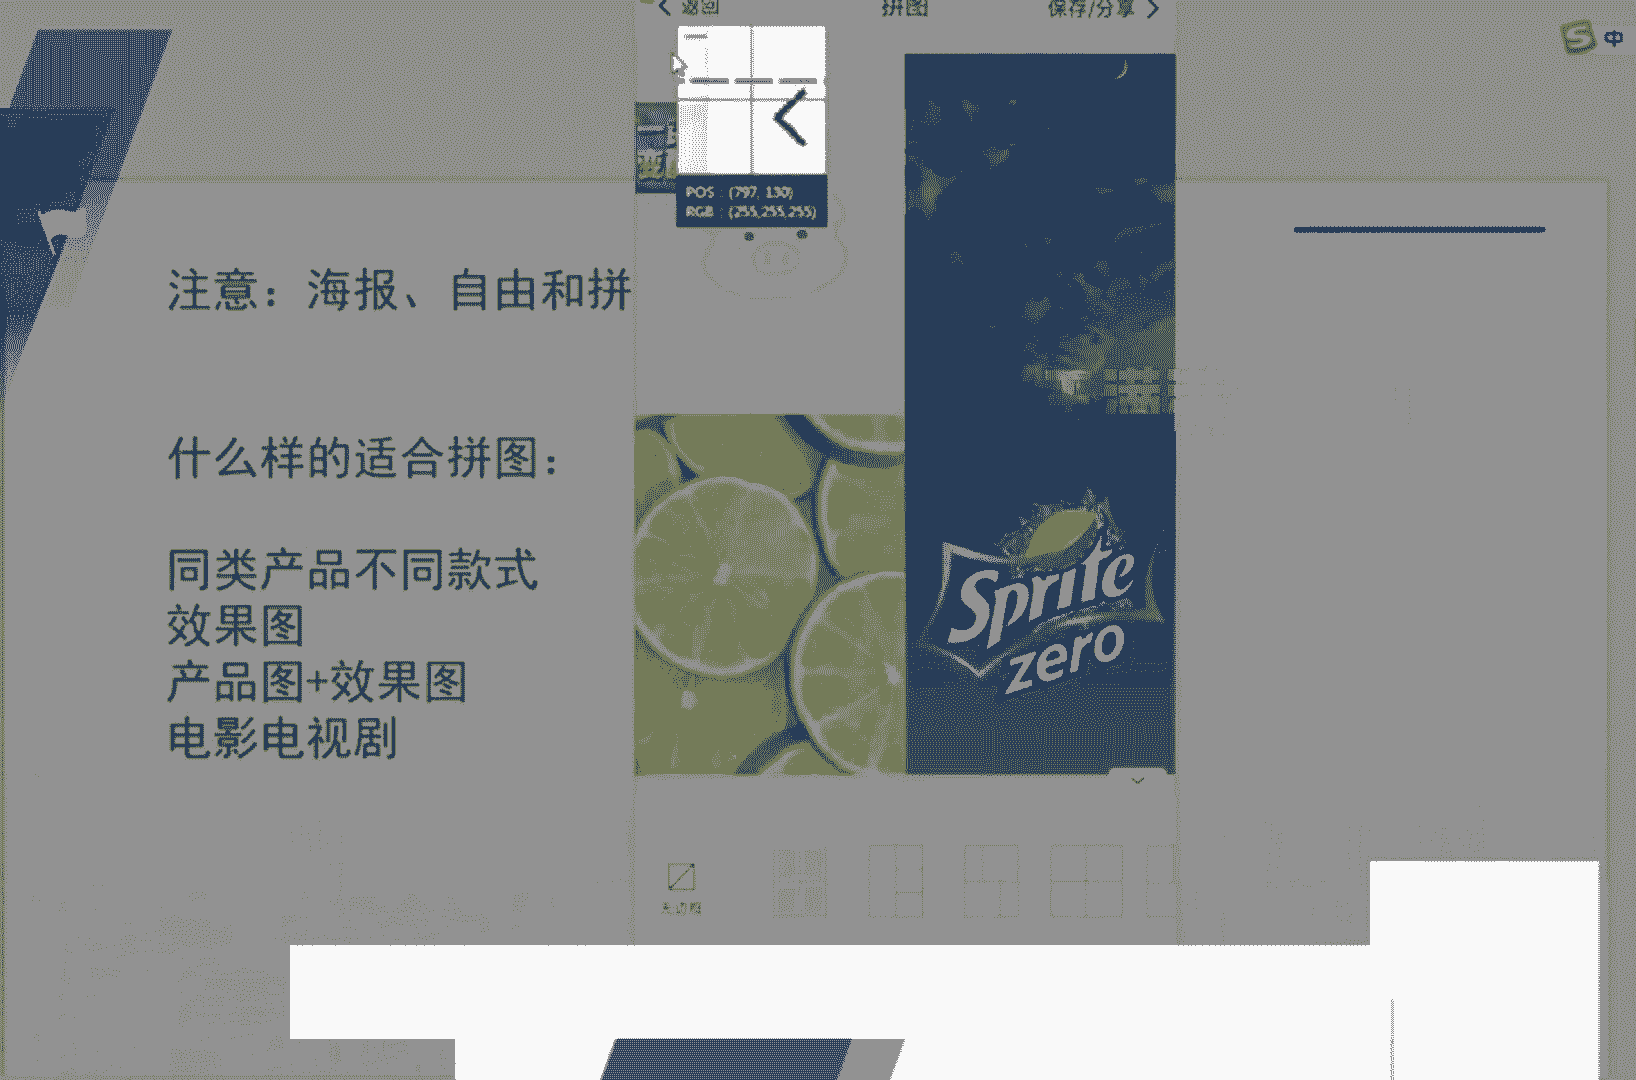 返回
拼图
保存/分享
中
POS : (797, 130)
RGB : (255,255,255)
注意：海报、自由和拼
什么样的适合拼图：
同类产品不同款式
效果图
产品图+效果图
电影电视剧
Sprite
zero
无边框